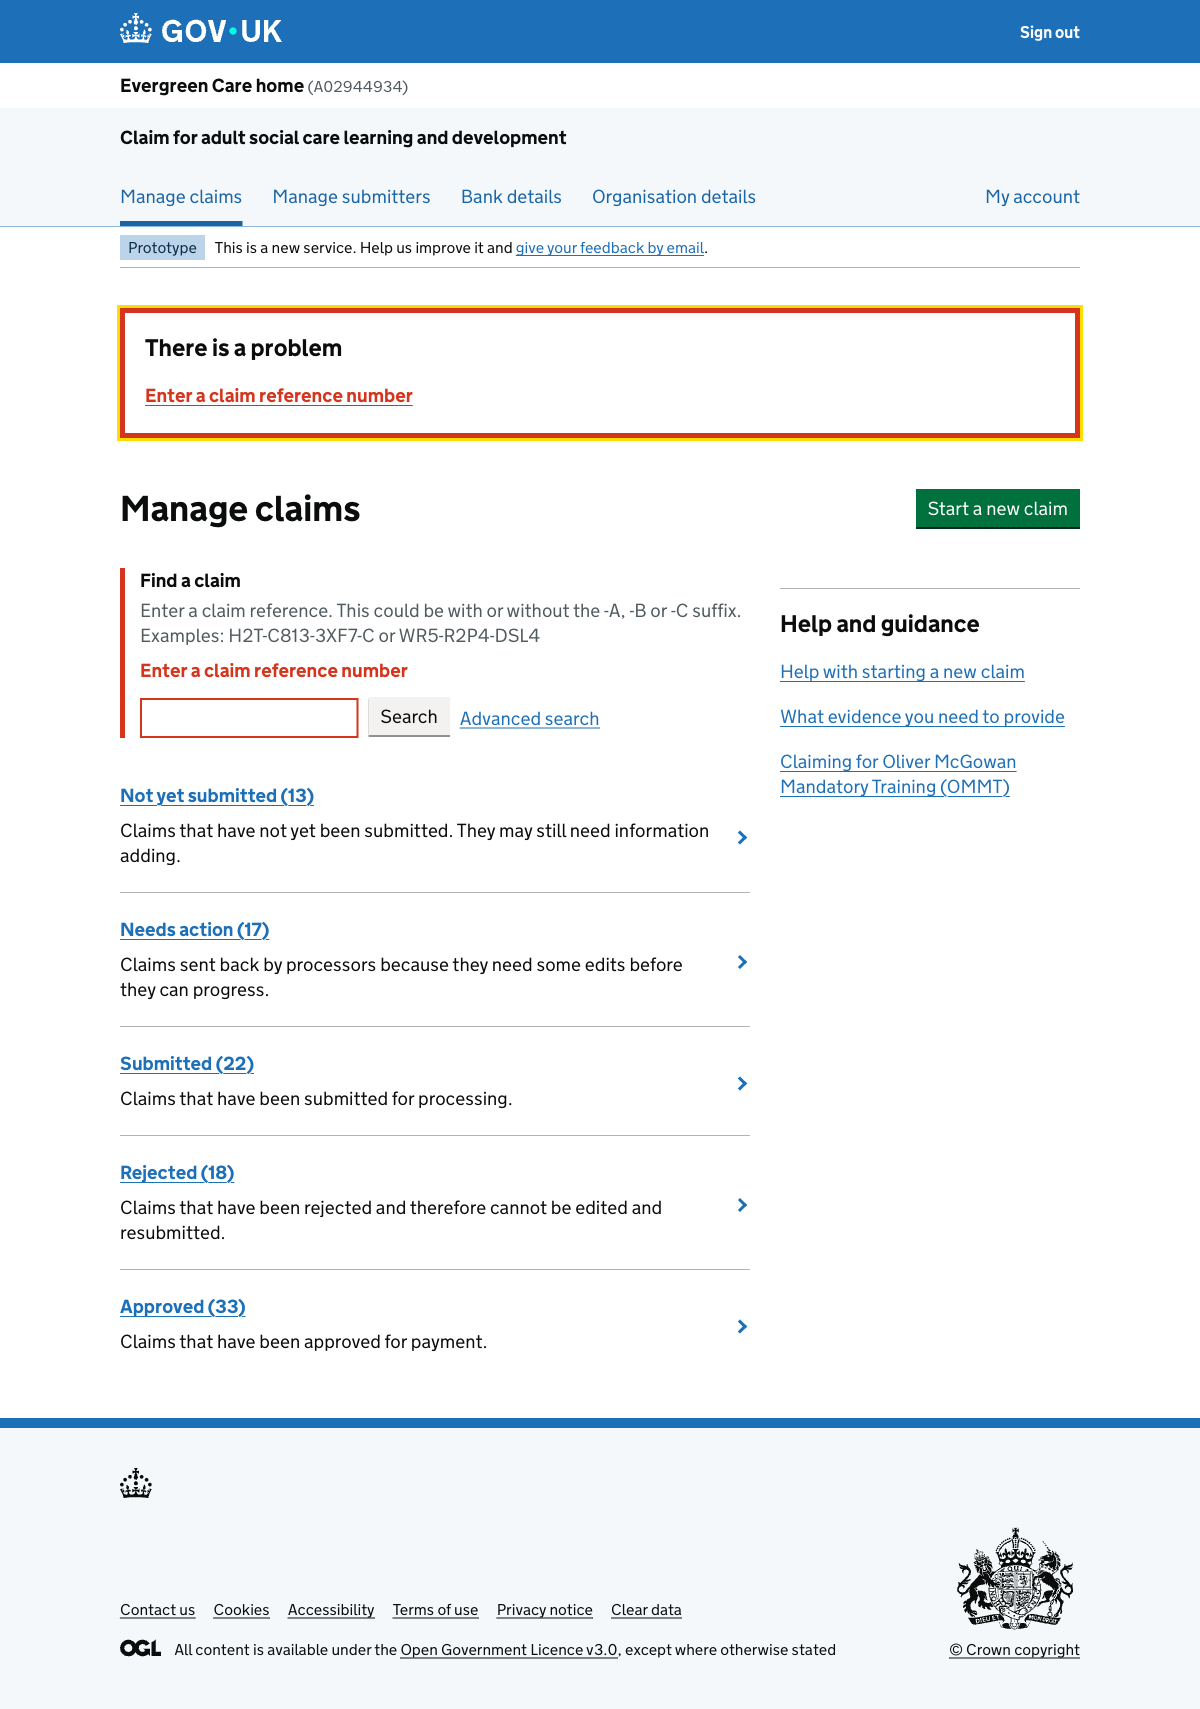 GOV·UK
Sign out
Evergreen Care home (A02944934)
Claim for adult social care learning and development
Manage claims
Manage submitters
Bank details
Organisation details
My account
Prototype
This is a new service. Help us improve it and give your feedback by email.
There is a problem
Enter a claim reference number
Manage claims
Start a new claim
Find a claim
Enter a claim reference. This could be with or without the -A, -B or -C suffix.
Examples: H2T-C813-3XF7-C or WR5-R2P4-DSL4
Enter a claim reference number
Search
Advanced search
Help and guidance
Help with starting a new claim
What evidence you need to provide
Claiming for Oliver McGowan
Mandatory Training (OMMT)
Not yet submitted (13)
Claims that have not yet been submitted. They may still need information
adding.
Needs action (17)
Claims sent back by processors because they need some edits before
they can progress.
Submitted (22)
Claims that have been submitted for processing.
Rejected (18)
Claims that have been rejected and therefore cannot be edited and
resubmitted.
Approved (33)
Claims that have been approved for payment.
Contact us
Cookies
Accessibility
Terms of use
Privacy notice
Clear data
OGL
All content is available under the Open Government Licence v3.0, except where otherwise stated
© Crown copyright